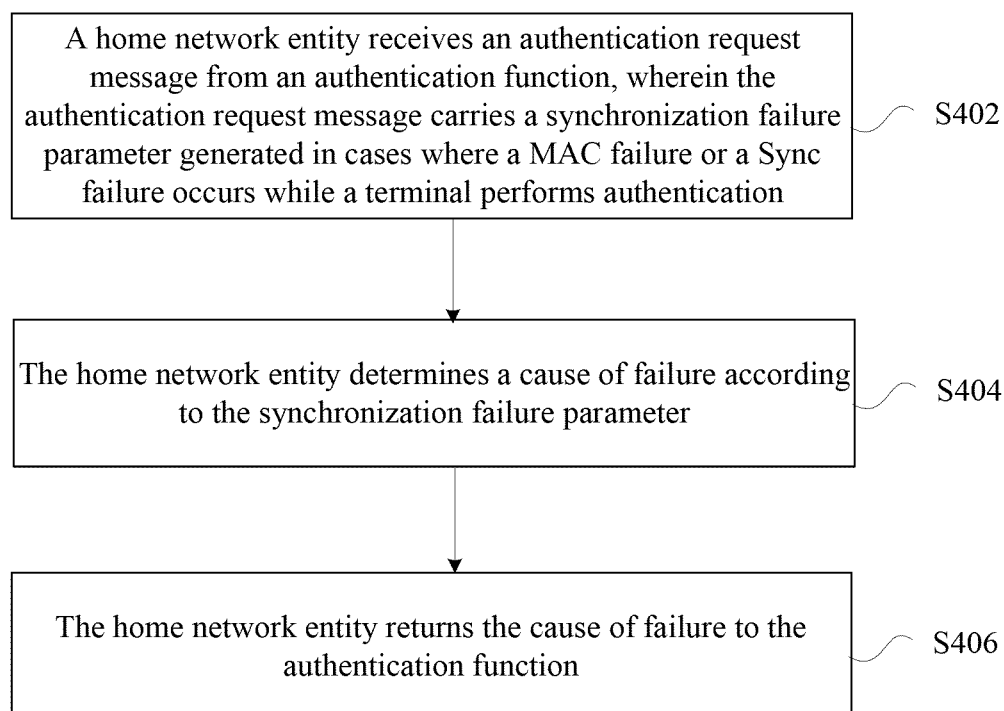 A home network entity receives an authentication request
message from an authentication function, wherein the
authentication request message carries a synchronization failure
parameter generated in cases where a MAC failure or a Sync
failure occurs while a terminal performs authentication
S402
The home network entity determines a cause of failure according
to the synchronization failure parameter
S404
The home network entity returns the cause of failure to the
authentication function
S406